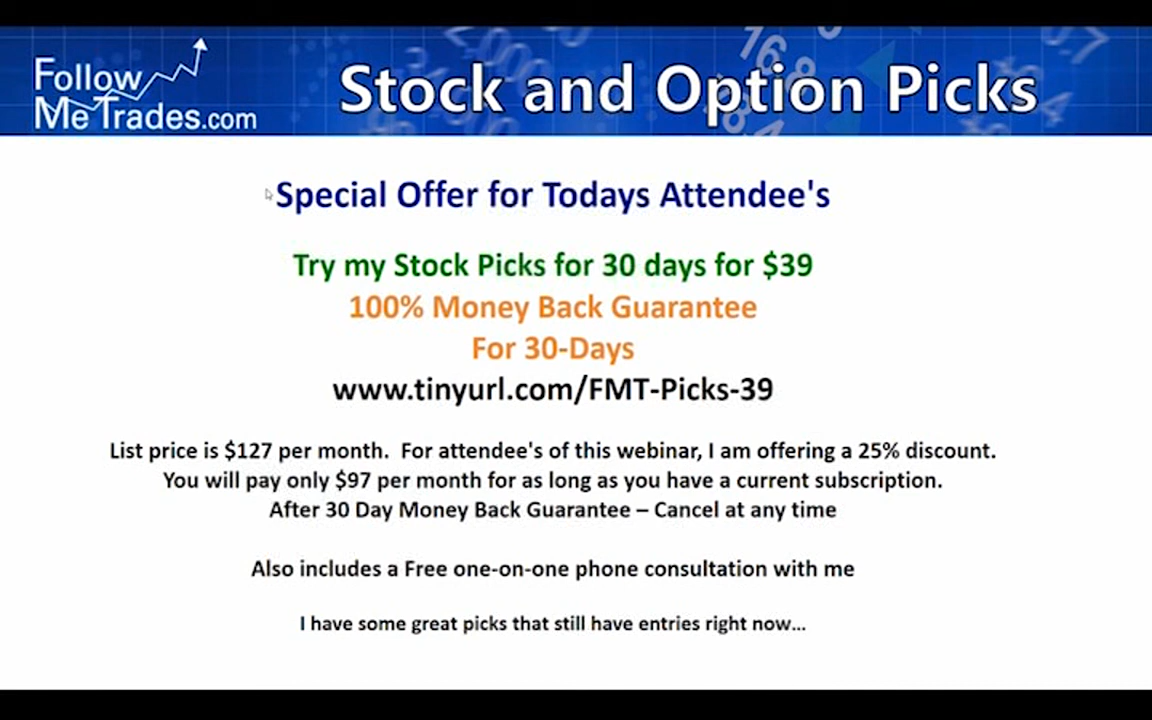 Follow
MeTrades.com
Stock and Option Picks
Special Offer for Todays Attendee's
Try my Stock Picks for 30 days for $39
100% Money Back Guarantee
For 30-Days
www.tinyurl.com/FMT-Picks-39
List price is $127 per month.  For attendee's of this webinar, I am offering a 25% discount.
You will pay only $97 per month for as long as you have a current subscription.
After 30 Day Money Back Guarantee – Cancel at any time
Also includes a Free one-on-one phone consultation with me
I have some great picks that still have entries right now...